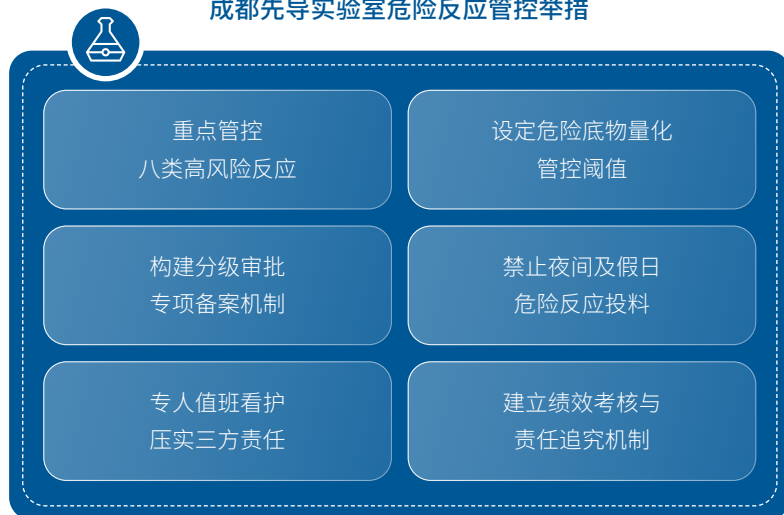 成都先导实验室危险反应管控举措
重点管控
八类高风险反应
设定危险底物量化
管控阈值
构建分级审批
专项备案机制
禁止夜间及假日
危险反应投料
专人值班看护
压实三方责任
建立绩效考核与
责任追究机制